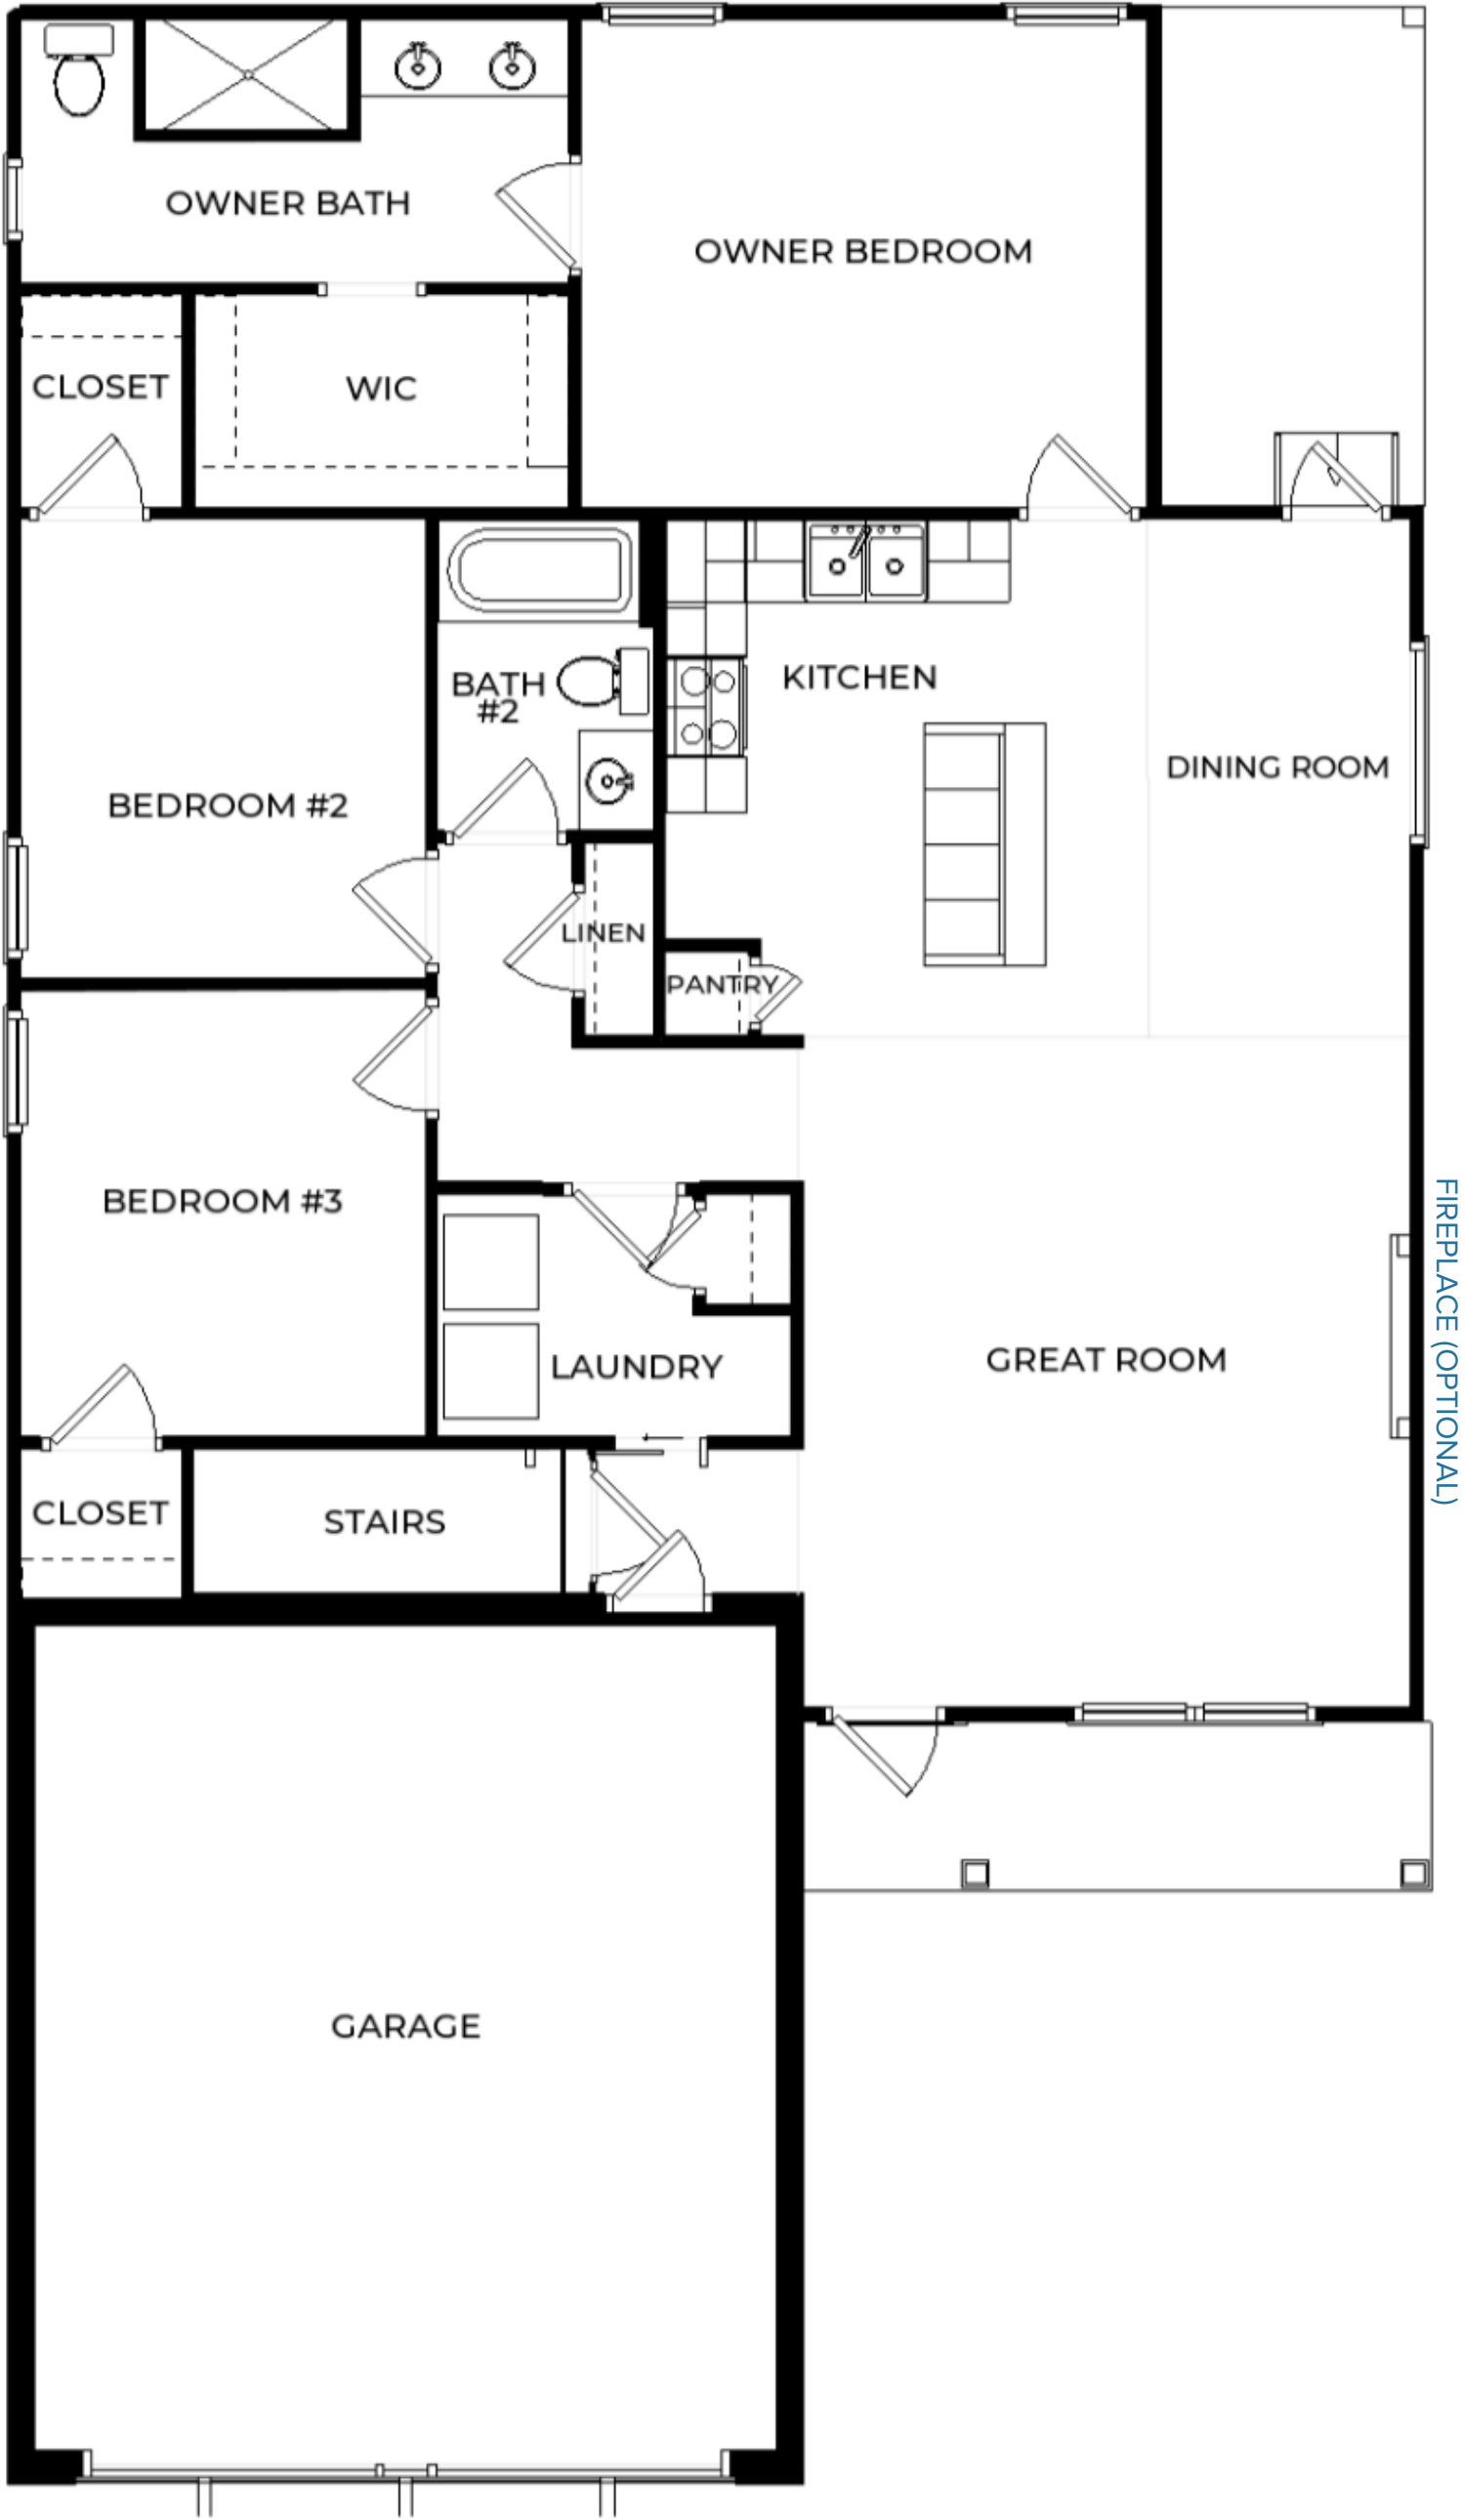 OWNER BATH
OWNER BEDROOM
CLOSET
WIC
BATH
#2
KITCHEN
DINING ROOM
BEDROOM #2
LINEN
PANTRY
BEDROOM #3
FIREPLACE (OPTIONAL)
GREAT ROOM
LAUNDRY
CLOSET
STAIRS
GARAGE